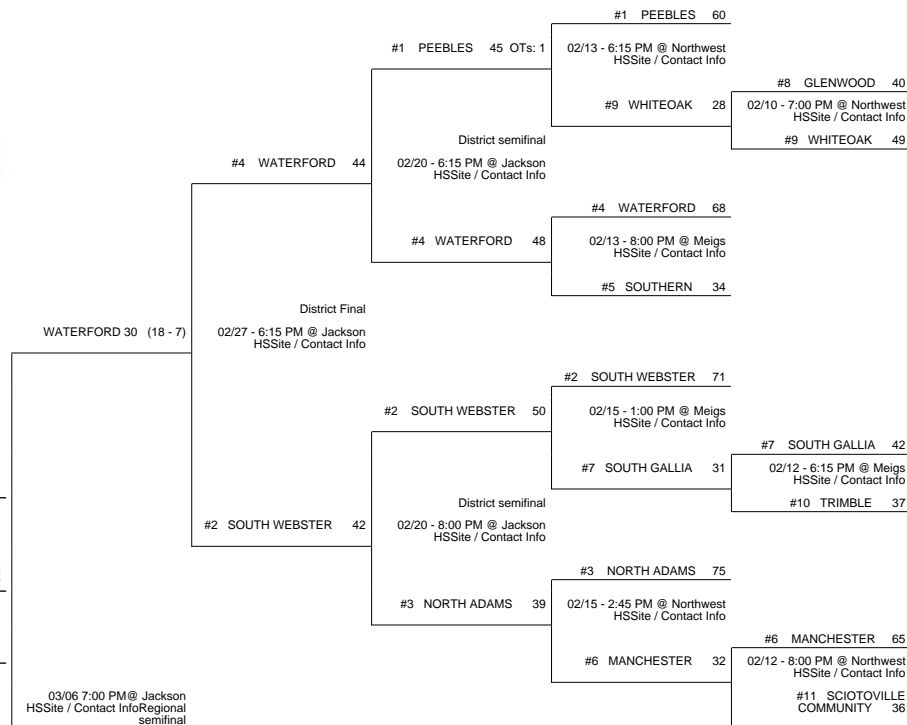 #1 PEEBLES 60
#1 PEEBLES 45 OTs: 1
02/13 - 6:15 PM @ Northwest
HSSite / Contact Info
#8 GLENWOOD 40
#9 WHITEOAK 28
02/10 - 7:00 PM @ Northwest
HSSite / Contact Info
District semifinal
#9 WHITEOAK 49
#4 WATERFORD 44
02/20 - 6:15 PM @ Jackson
HSSite / Contact Info
#4 WATERFORD 68
#4 WATERFORD 48
02/13 - 8:00 PM @ Meigs
HSSite / Contact Info
#5 SOUTHERN 34
District Final
WATERFORD 30 (18 - 7)
02/27 - 6:15 PM @ Jackson
HSSite / Contact Info
#2 SOUTH WEBSTER 71
#2 SOUTH WEBSTER 50
02/15 - 1:00 PM @ Meigs
HSSite / Contact Info
#7 SOUTH GALLIA 42
#7 SOUTH GALLIA 31
02/12 - 6:15 PM @ Meigs
HSSite / Contact Info
District semifinal
#10 TRIMBLE 37
#2 SOUTH WEBSTER 42
02/20 - 8:00 PM @ Jackson
HSSite / Contact Info
#3 NORTH ADAMS 75
#3 NORTH ADAMS 39
02/15 - 2:45 PM @ Northwest
HSSite / Contact Info
#6 MANCHESTER 65
#6 MANCHESTER 32
02/12 - 8:00 PM @ Northwest
HSSite / Contact Info
03/06 7:00 PM@ Jackson
HSSite / Contact InfoRegional
semifinal
#11 SCIOTOVILLE
COMMUNITY 36